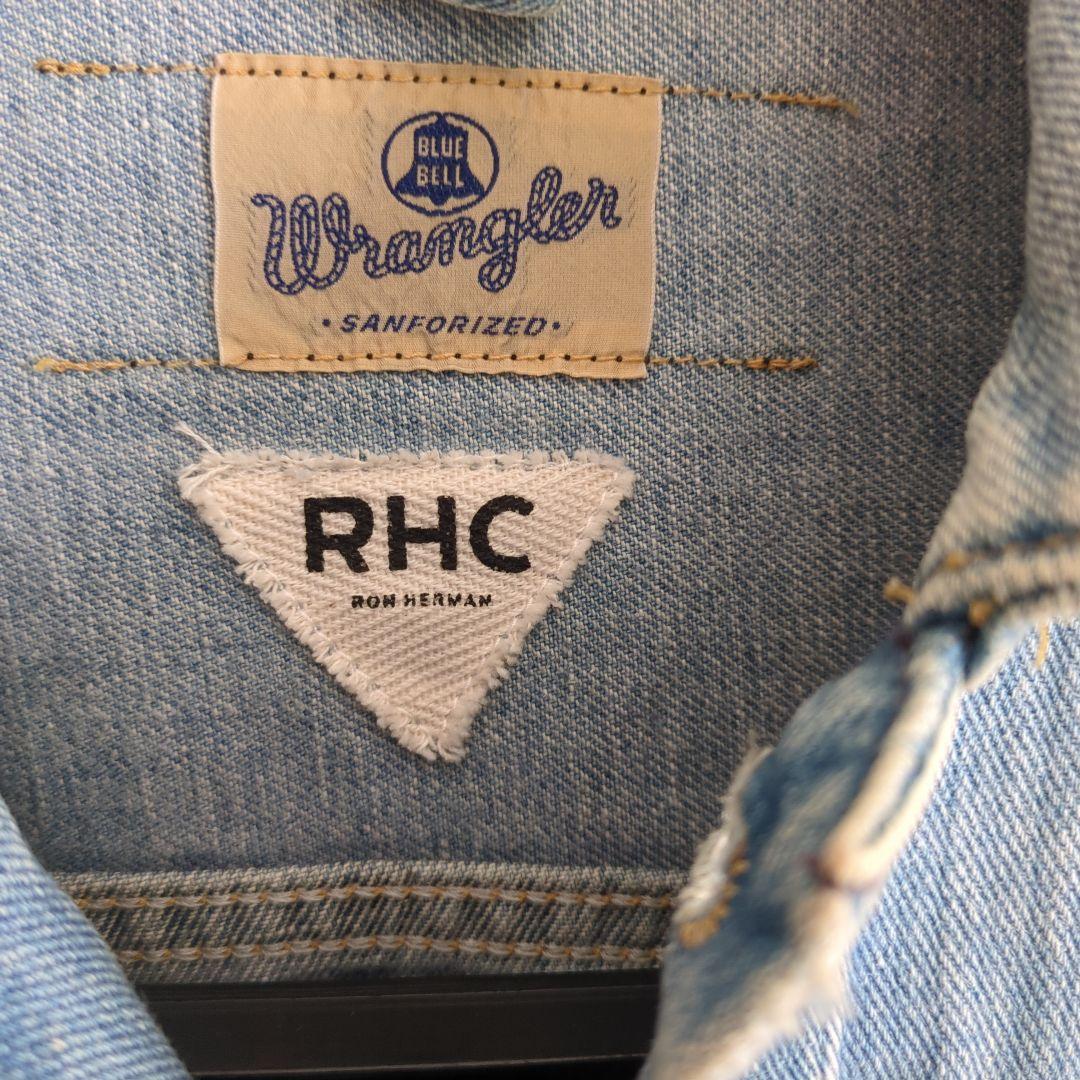 BLUE
BELL
Wrangler
•SANFORIZED•
RHC
RON HERMAN